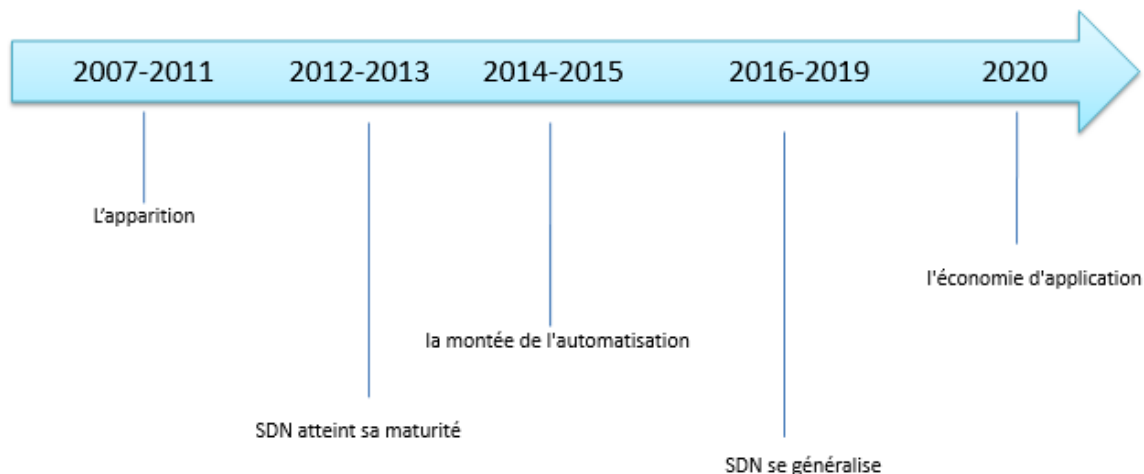 2007-2011 2012-2013 2014-2015 2016-2019 2020
L'apparition
l'économie d'application
la montée de l'automatisation
SDN atteint sa maturité
SDN se généralise